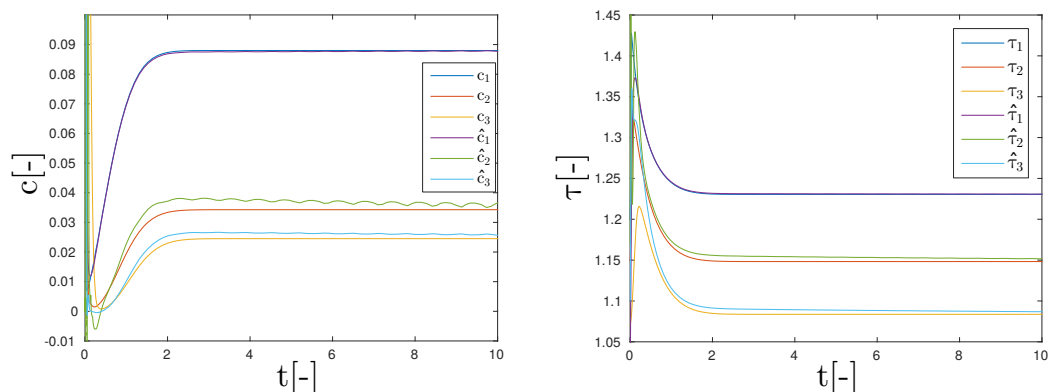 0.09
0.08
0.07
0.06
0.05
0.04
0.03
0.02
0.01
0
-0.01
c[-]
0 2 4 6 8 10
t[-]
c₁
c₂
c₃
ĉ₁
ĉ₂
ĉ₃
1.45
1.4
1.35
1.3
1.25
1.2
1.15
1.1
1.05
τ[-]
0 2 4 6 8 10
t[-]
τ₁
τ₂
τ₃
τ̂₁
τ̂₂
τ̂₃